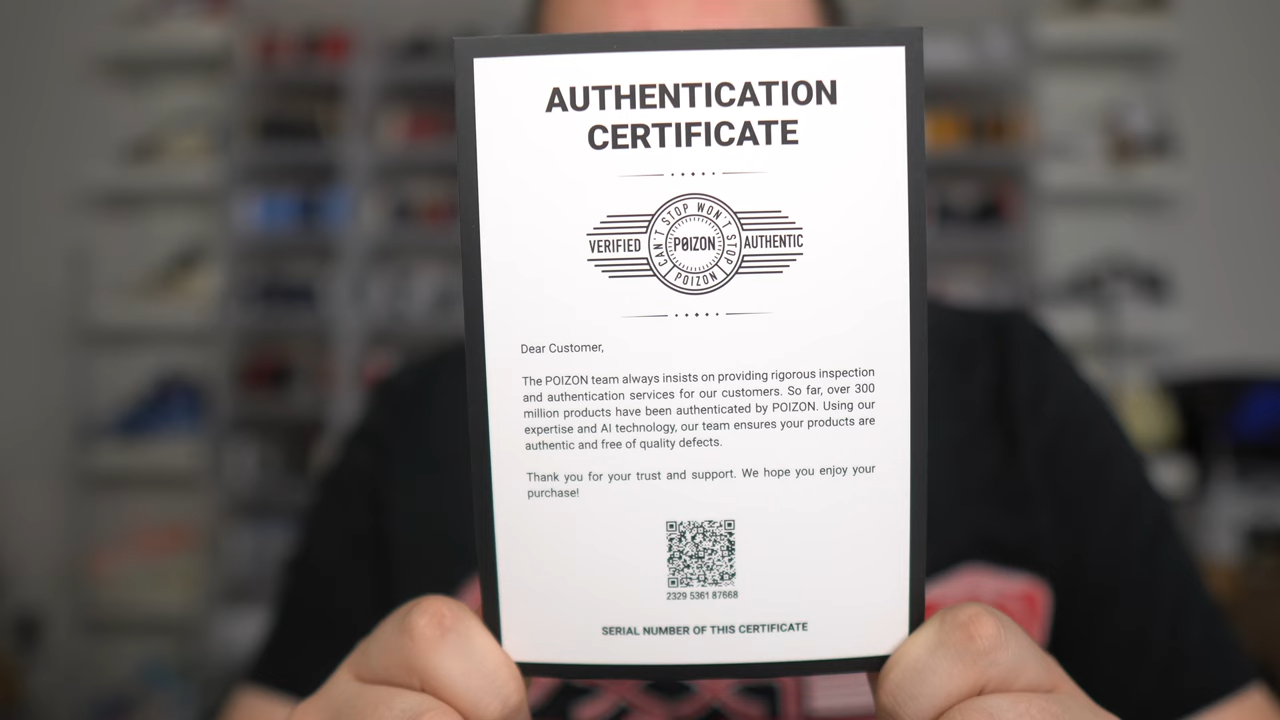 AUTHENTICATION
CERTIFICATE
CAN'T STOP WON'T STOP
VERIFIED
PØIZON
AUTHENTIC
POIZON
Dear Customer,
The POIZON team always insists on providing rigorous inspection
and authentication services for our customers. So far, over 300
million products have been authenticated by POIZON. Using our
expertise and AI technology, our team ensures your products are
authentic and free of quality defects.
Thank you for your trust and support. We hope you enjoy your
purchase!
2329 5361 87668
SERIAL NUMBER OF THIS CERTIFICATE